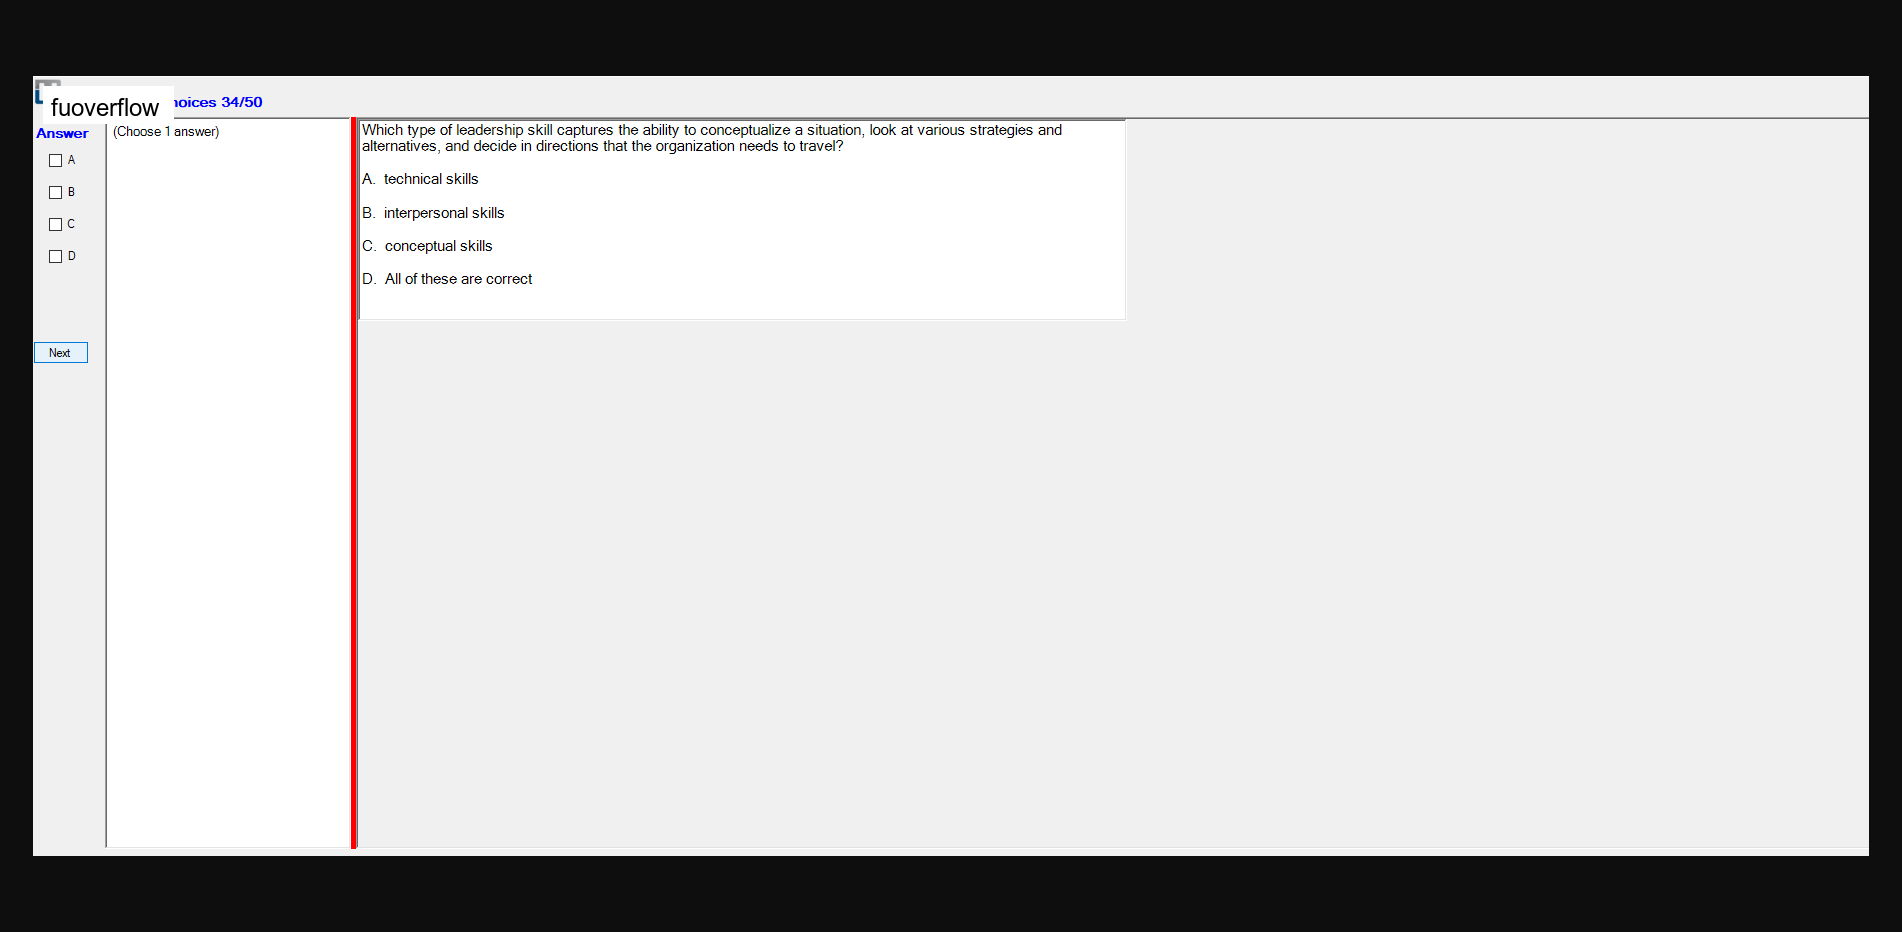 fuoverflow
hoices 34/50
Answer
(Choose 1 answer)
A
B
C
D
Next
Which type of leadership skill captures the ability to conceptualize a situation, look at various strategies and
alternatives, and decide in directions that the organization needs to travel?
A. technical skills
B. interpersonal skills
C. conceptual skills
D. All of these are correct